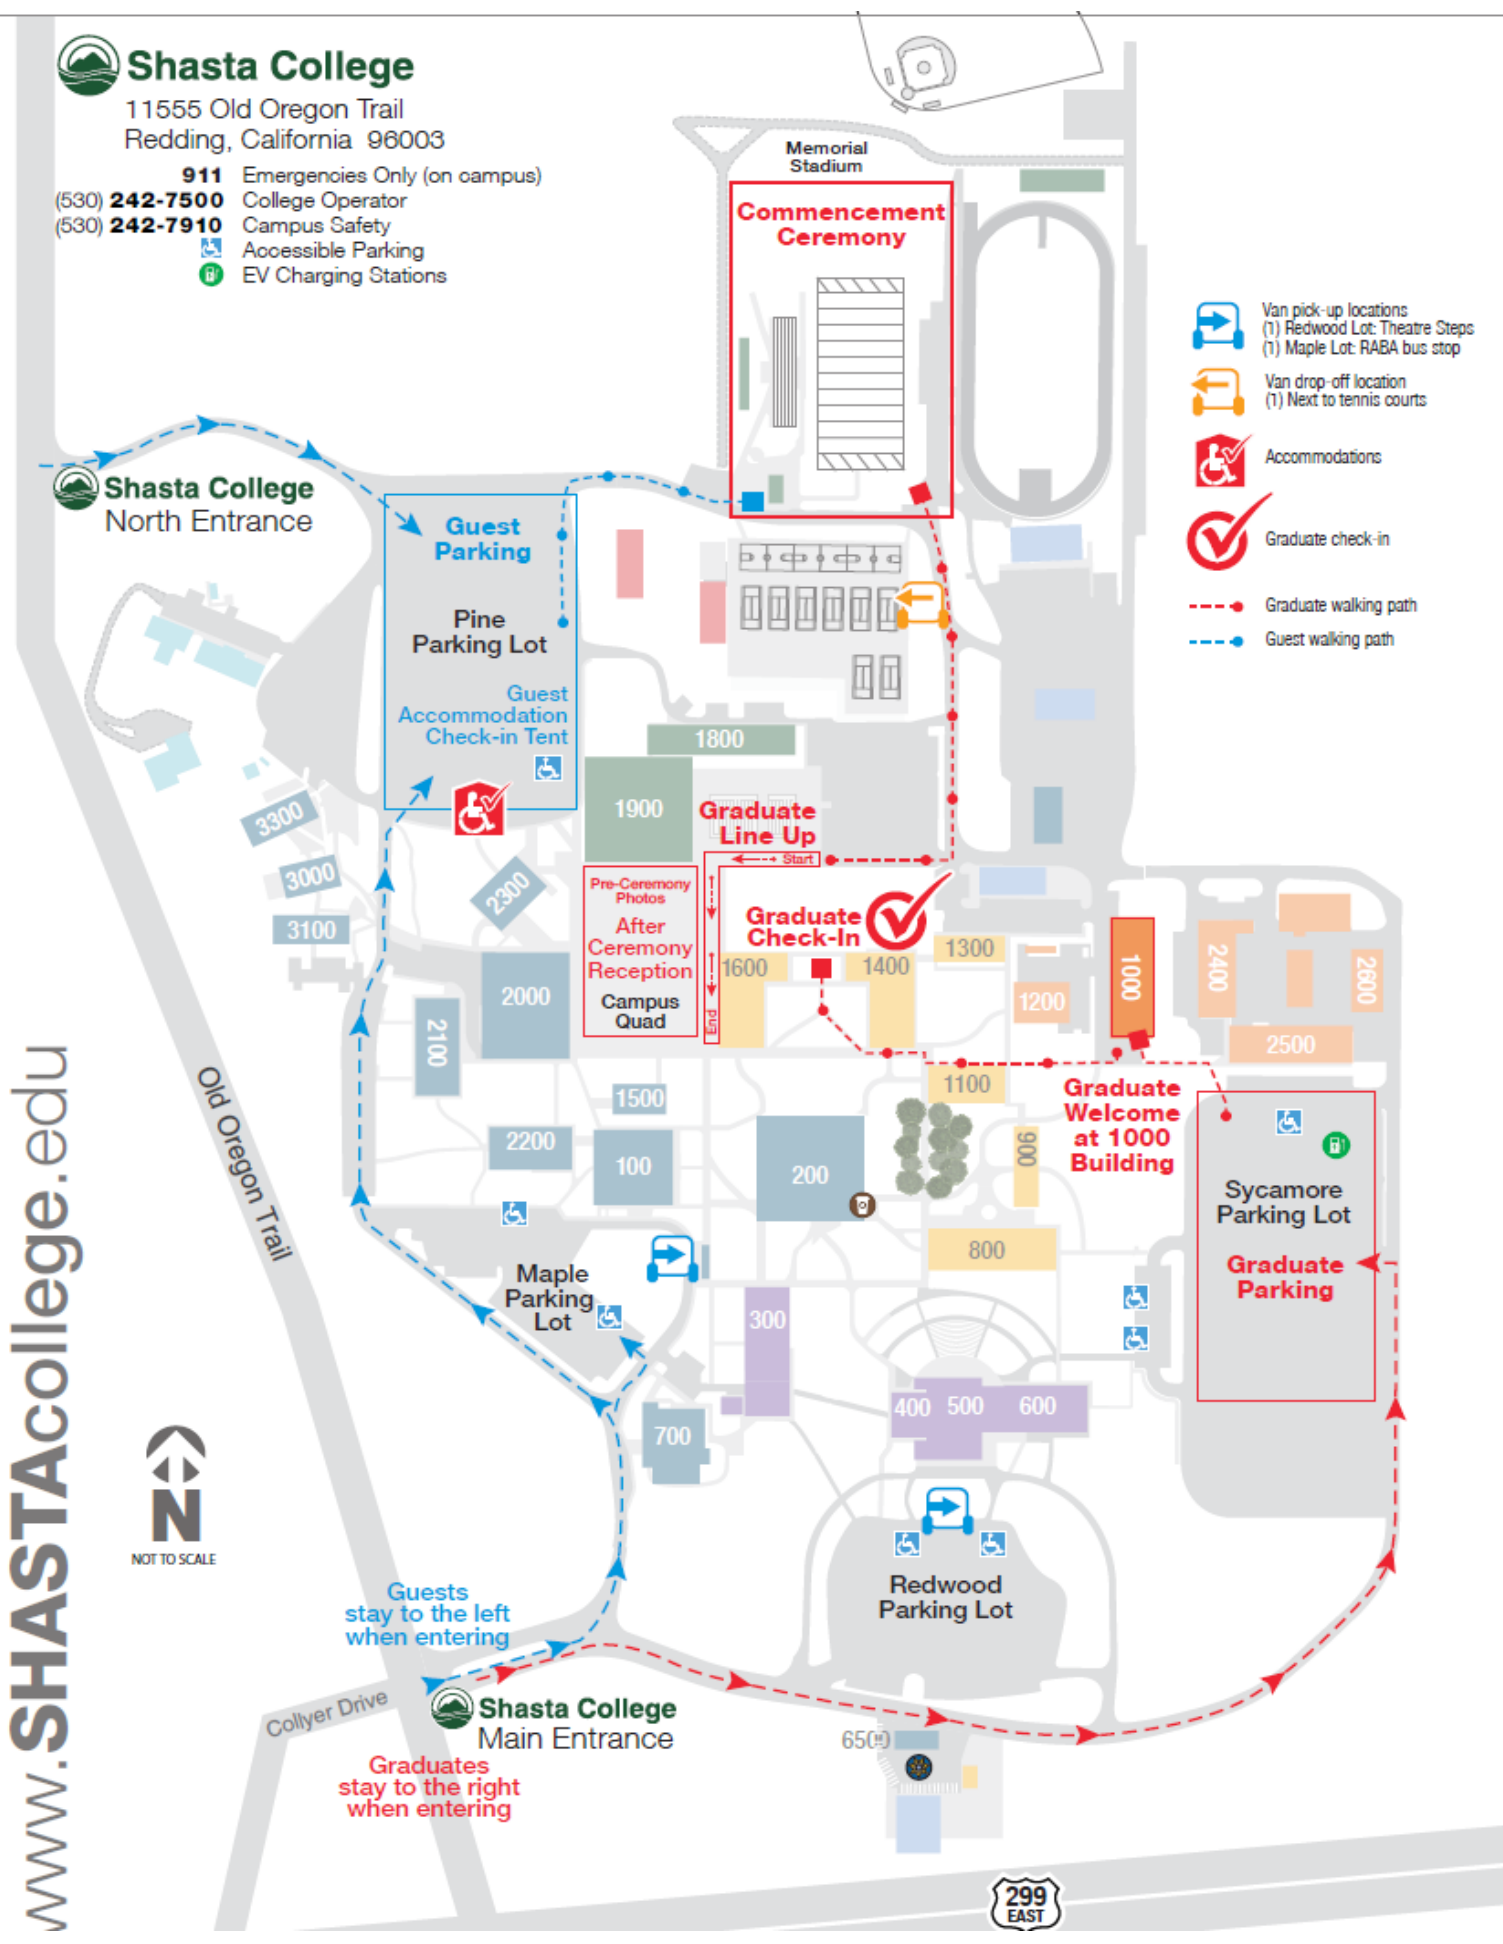 Shasta College
11555 Old Oregon Trail
Redding, California 96003
911 Emergencies Only (on campus)
(530) 242-7500 College Operator
(530) 242-7910 Campus Safety
Accessible Parking
EV Charging Stations
Memorial
Stadium
Commencement
Ceremony
Van pick-up locations
(1) Redwood Lot: Theatre Steps
(1) Maple Lot: RABA bus stop
Van drop-off location
(1) Next to tennis courts
Accommodations
Graduate check-in
Graduate walking path
Guest walking path
Shasta College
North Entrance
Guest
Parking
Pine
Parking Lot
Guest
Accommodation
Check-in Tent
1800
1900
Graduate
Line Up
Start
3300
3000
3100
2300
Pre-Ceremony
Photos
After
Ceremony
Reception
Campus
Quad
End
Graduate
Check-In
1600
1400
1300
1200
1000
2400
2600
2500
2000
2100
1100
1500
2200
100
200
900
800
Graduate
Welcome
at 1000
Building
Sycamore
Parking Lot
Graduate
Parking
Old Oregon Trail
Maple
Parking
Lot
300
400
500
600
700
N
NOT TO SCALE
Redwood
Parking Lot
Guests
stay to the left
when entering
Collyer Drive
Shasta College
Main Entrance
Graduates
stay to the right
when entering
6500
299
EAST
www.SHASTAcollege.edu